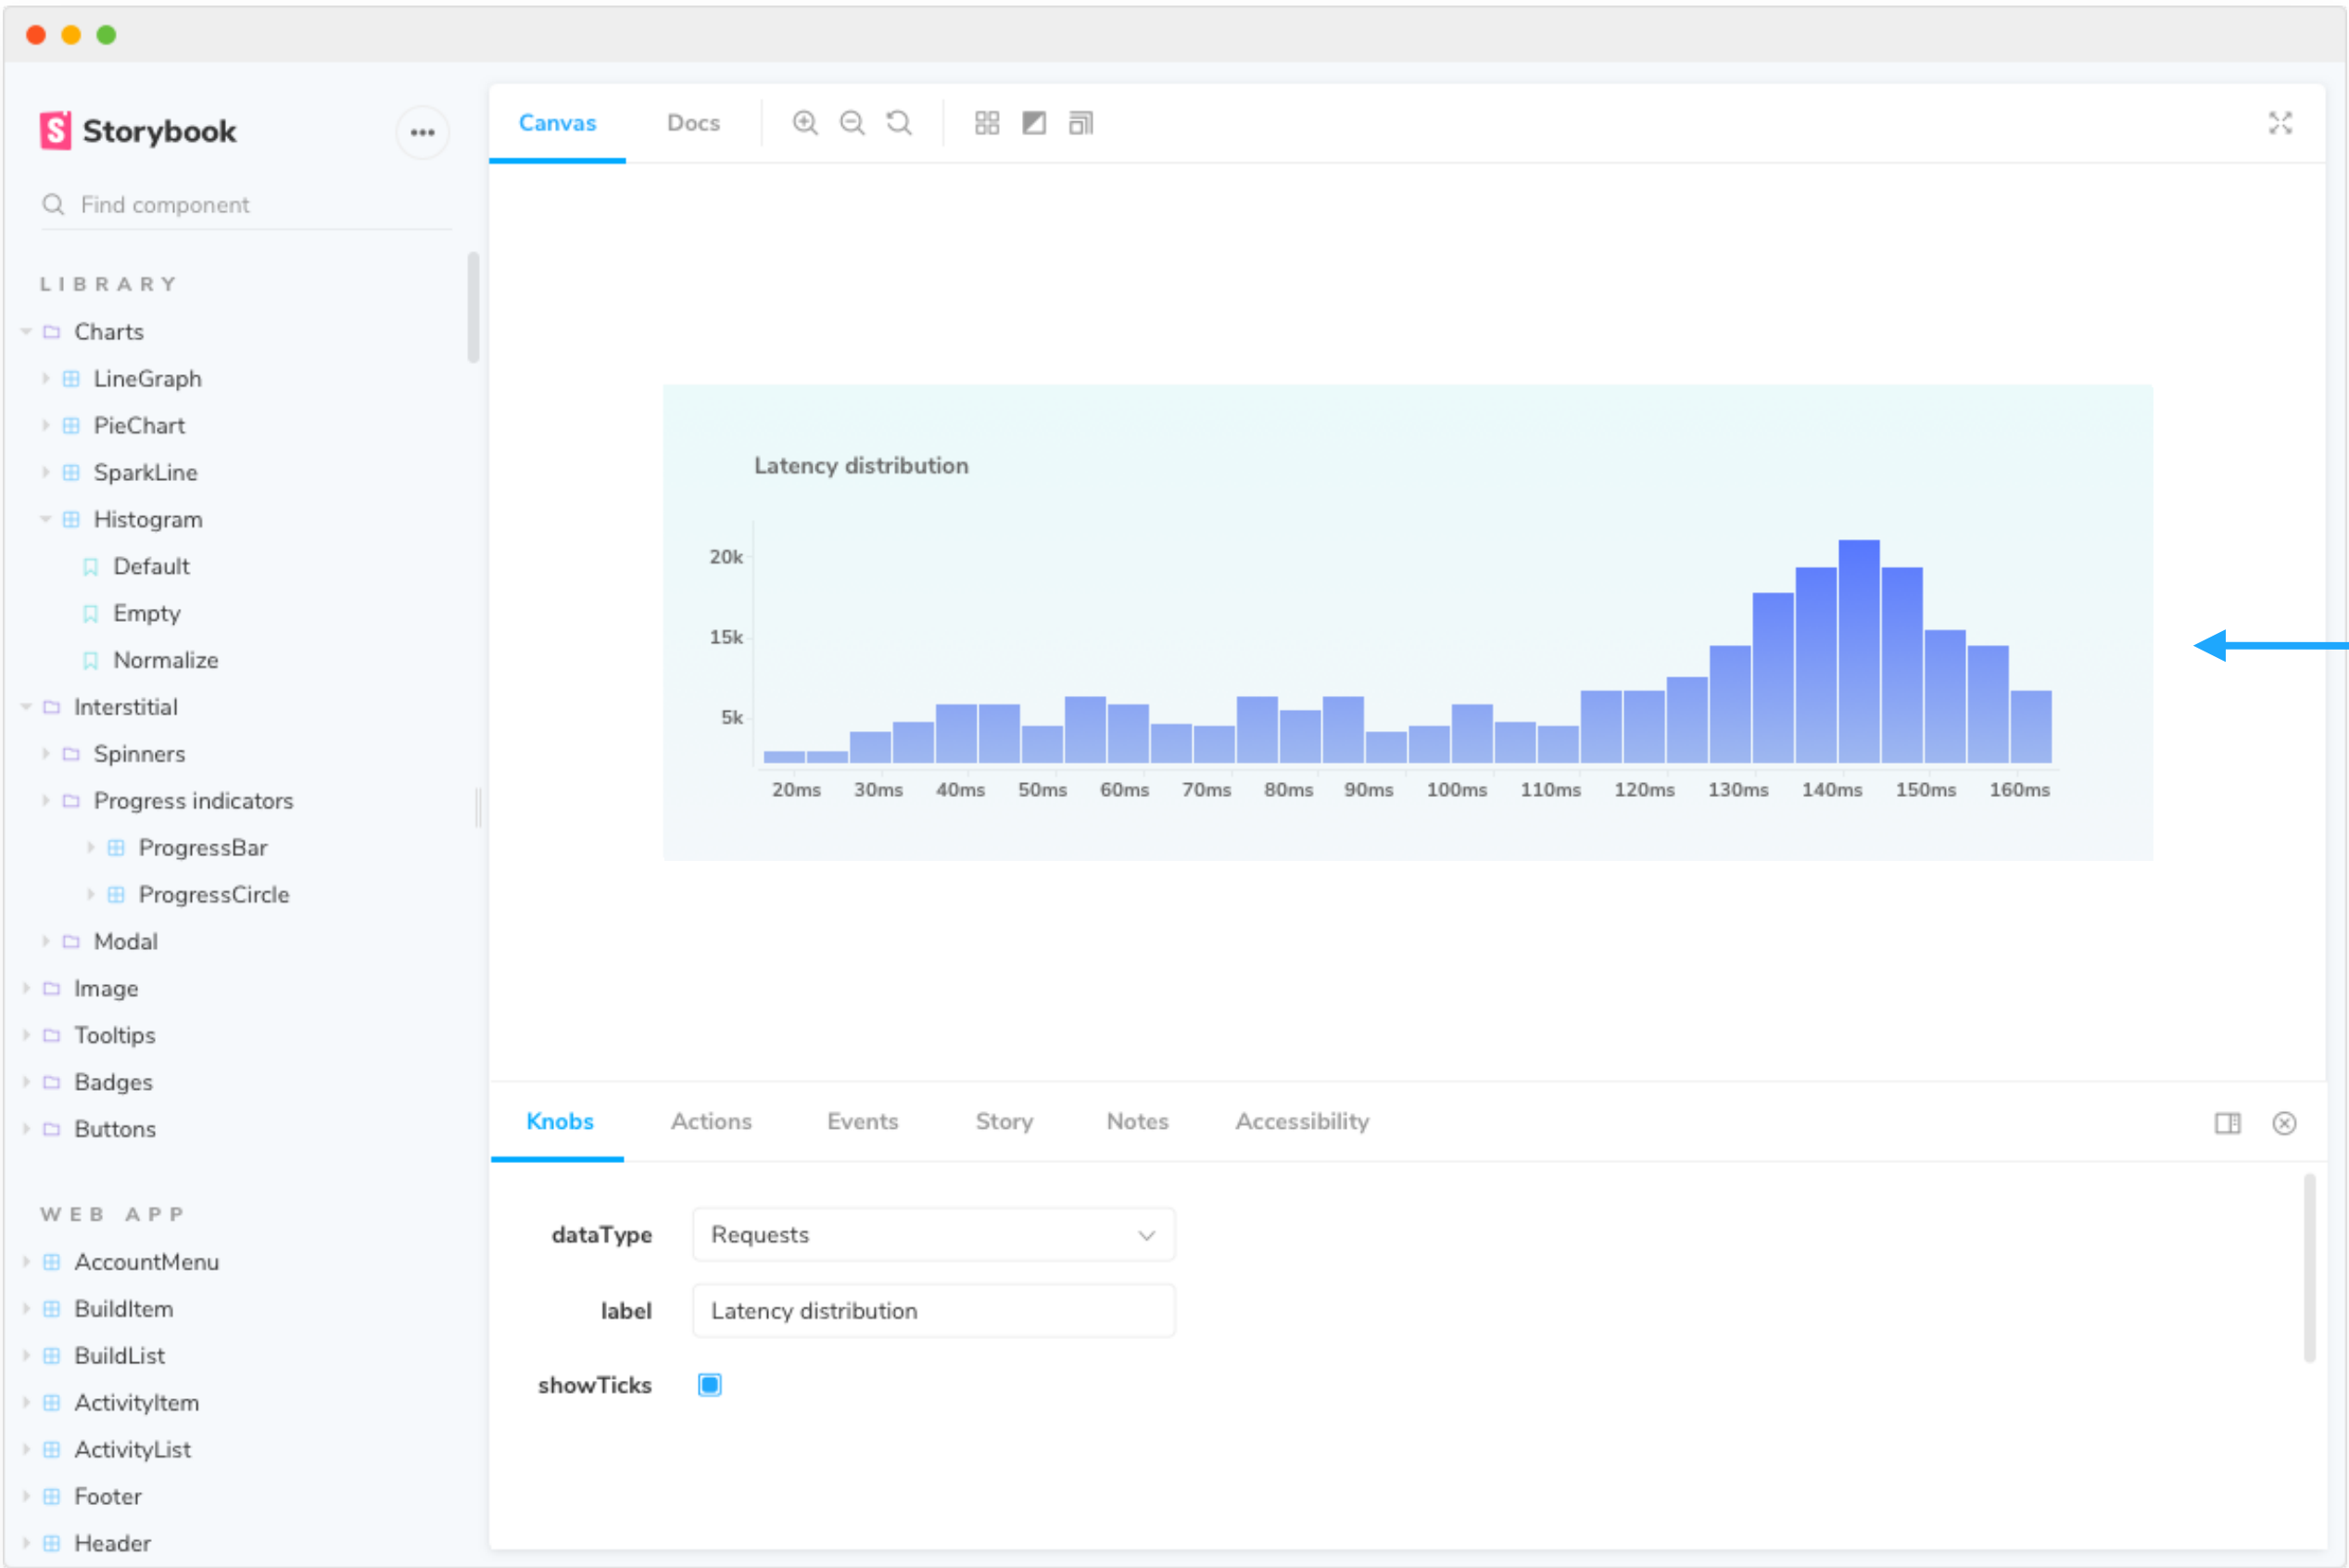 Storybook
Find component
LIBRARY
Charts
LineGraph
PieChart
SparkLine
Histogram
Default
Empty
Normalize
Interstitial
Spinners
Progress indicators
ProgressBar
ProgressCircle
Modal
Image
Tooltips
Badges
Buttons
WEB APP
AccountMenu
BuildItem
BuildList
ActivityItem
ActivityList
Footer
Header
Canvas Docs
Latency distribution
20k
15k
5k
20ms 30ms 40ms 50ms 60ms 70ms 80ms 90ms 100ms 110ms 120ms 130ms 140ms 150ms 160ms
Knobs Actions Events Story Notes Accessibility
dataType Requests
label Latency distribution
showTicks